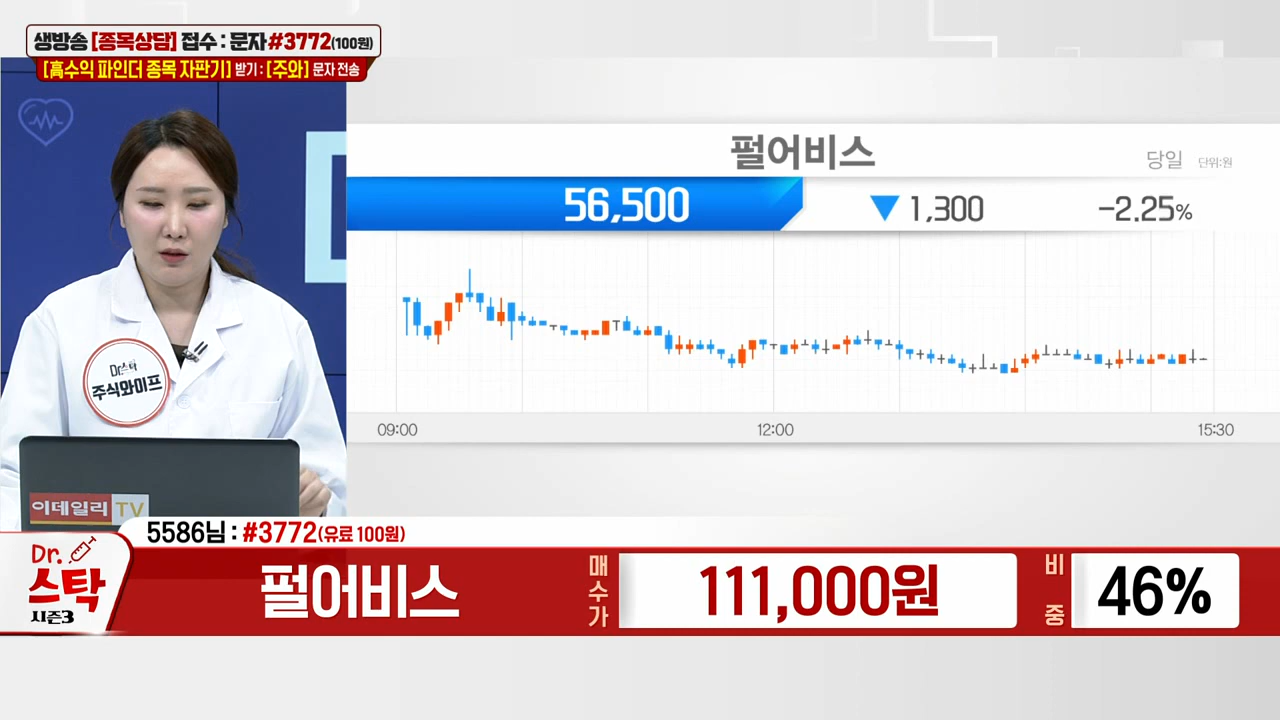 생방송 [종목상담] 접수 : 문자#3772(100원)
[高수익 파인더 종목 자판기] 받기 : [주와] 문자 전송
펄어비스
당일 단위:원
56,500 ▼ 1,300 -2.25%
09:00 12:00 15:30
Dr.스탁
주식와이프
이데일리 TV
5586님 : #3772(유료 100원)
Dr.
스탁
시즌3
펄어비스 매수가 111,000원 비중 46%